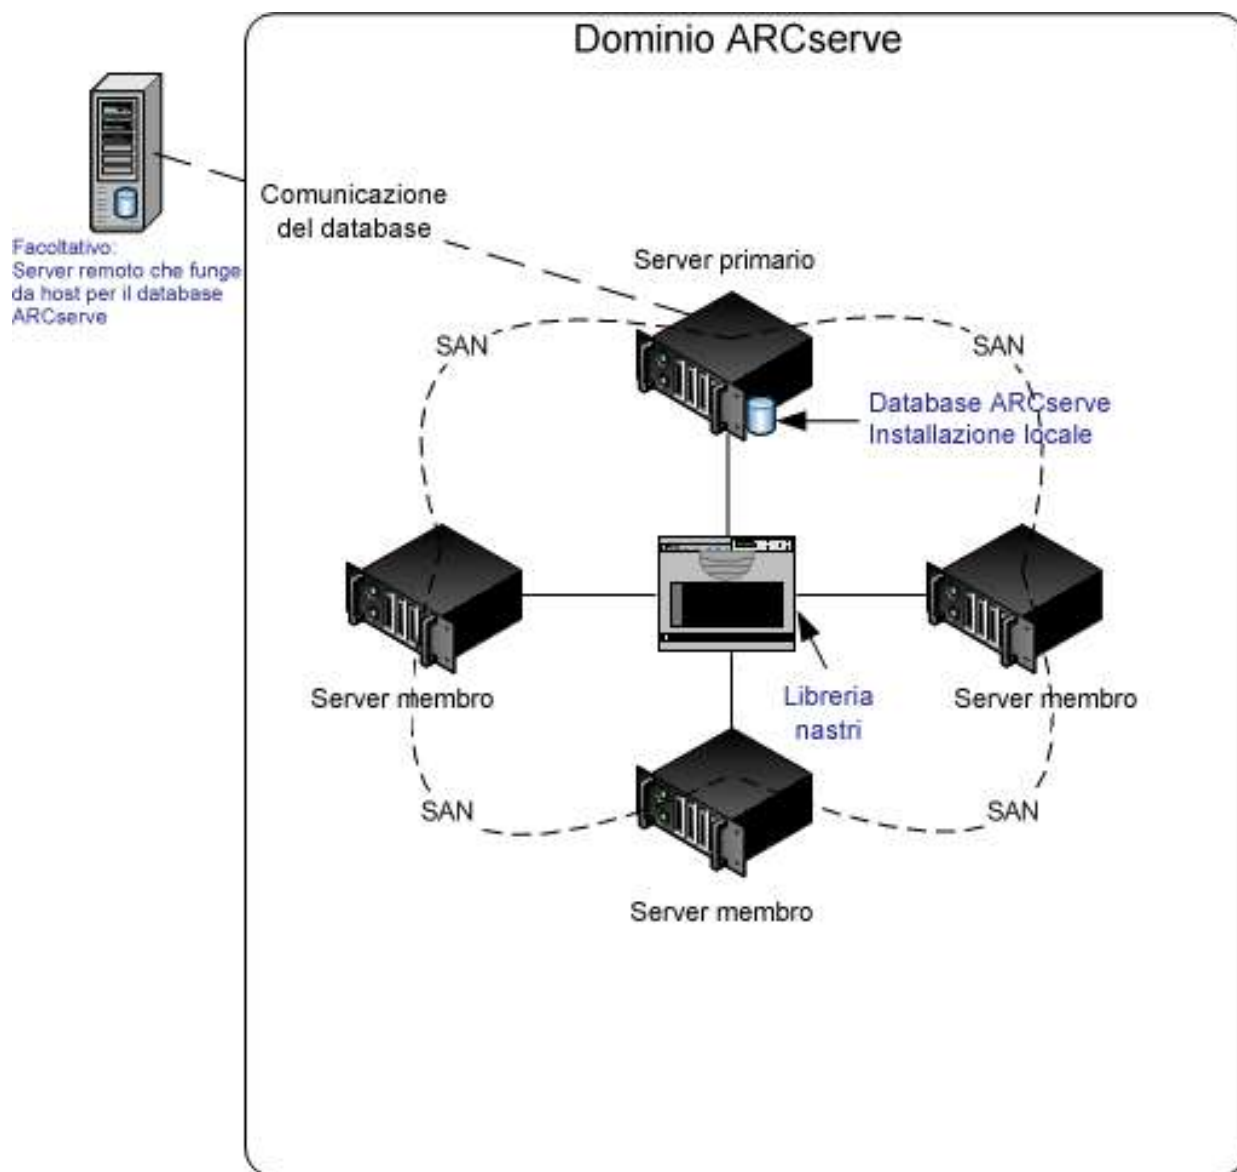 Dominio ARCserve
Comunicazione
del database
Facoltativo:
Server remoto che funge
da host per il database
ARCserve
Server primario
SAN
SAN
Database ARCserve
Installazione locale
Server membro
Libreria
nastri
Server membro
SAN
SAN
Server membro